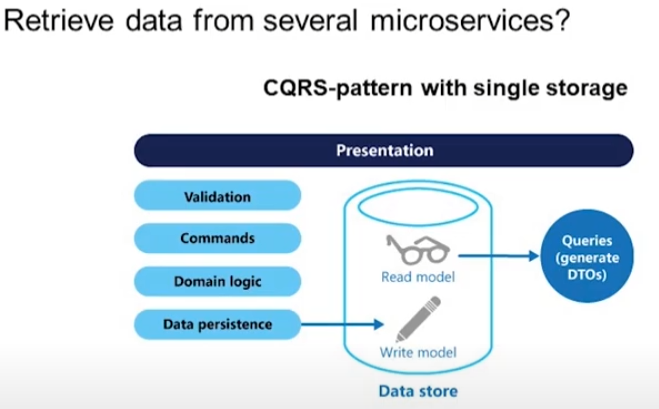 Retrieve data from several microservices?
CQRS-pattern with single storage
Presentation
Validation
Commands
Domain logic
Data persistence
Read model
Write model
Data store
Queries
(generate
DTOs)